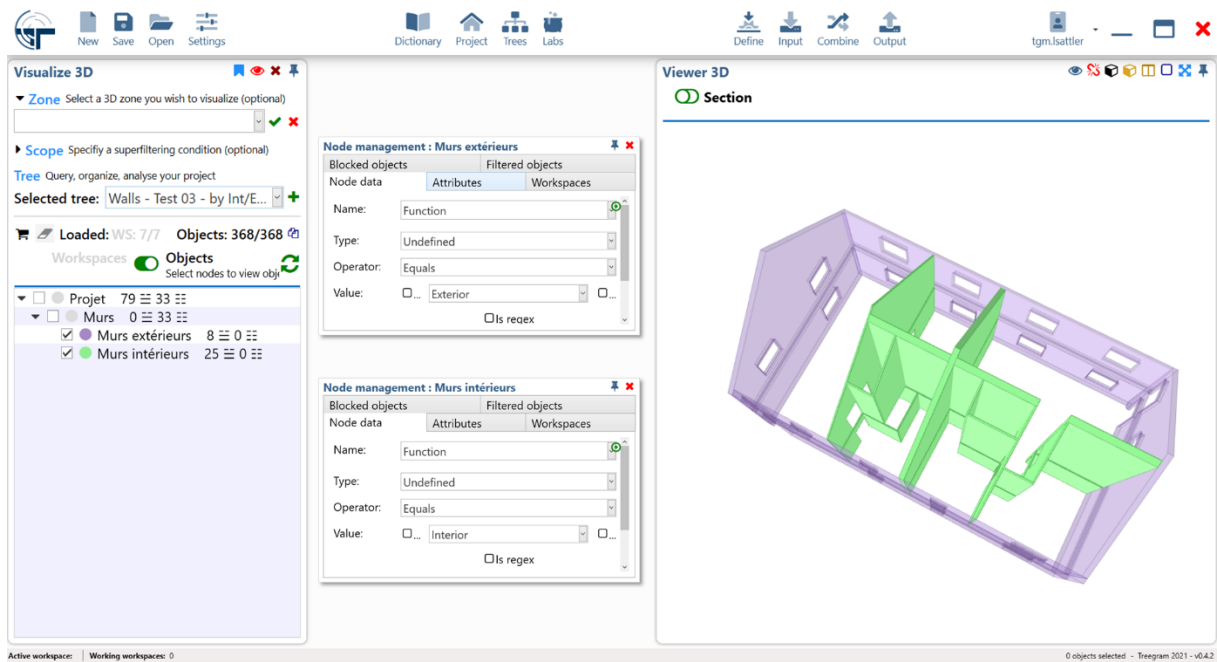 New Save Open Settings
Dictionary Project Trees Labs
Define Input Combine Output
tgm.lsattler
Visualize 3D
Zone Select a 3D zone you wish to visualize (optional)
Scope Specifiy a superfiltering condition (optional)
Tree Query, organize, analyse your project
Selected tree: Walls - Test 03 - by Int/E...
Loaded: WS: 7/7 Objects: 368/368
Workspaces Objects
Select nodes to view obje
Projet 79 33
Murs 0 33
Murs extérieurs 8 0
Murs intérieurs 25 0
Node management : Murs extérieurs
Blocked objects Filtered objects
Node data Attributes Workspaces
Name: Function
Type: Undefined
Operator: Equals
Value: ... Exterior ...
Is regex
Node management : Murs intérieurs
Blocked objects Filtered objects
Node data Attributes Workspaces
Name: Function
Type: Undefined
Operator: Equals
Value: ... Interior ...
Is regex
Viewer 3D
Section
Active workspace: Working workspaces: 0
0 objects selected - Treegram 2021 - v0.4.2